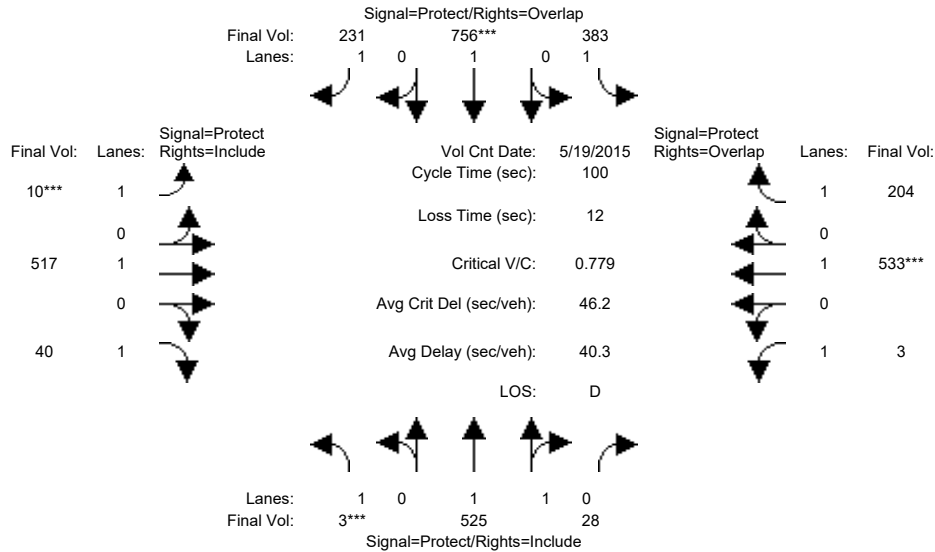 Signal=Protect/Rights=Overlap
Final Vol: 231 756*** 383
Lanes: 1 0 1 0 1
Signal=Protect Signal=Protect
Final Vol: Lanes: Rights=Include Vol Cnt Date: 5/19/2015 Rights=Overlap Lanes: Final Vol:
Cycle Time (sec): 100
10*** 1 1 204
Loss Time (sec): 12
0 0
517 1 Critical V/C: 0.779 1 533***
0 Avg Crit Del (sec/veh): 46.2 0
40 1 Avg Delay (sec/veh): 40.3 1 3
LOS: D
Lanes: 1 0 1 1 0
Final Vol: 3*** 525 28
Signal=Protect/Rights=Include